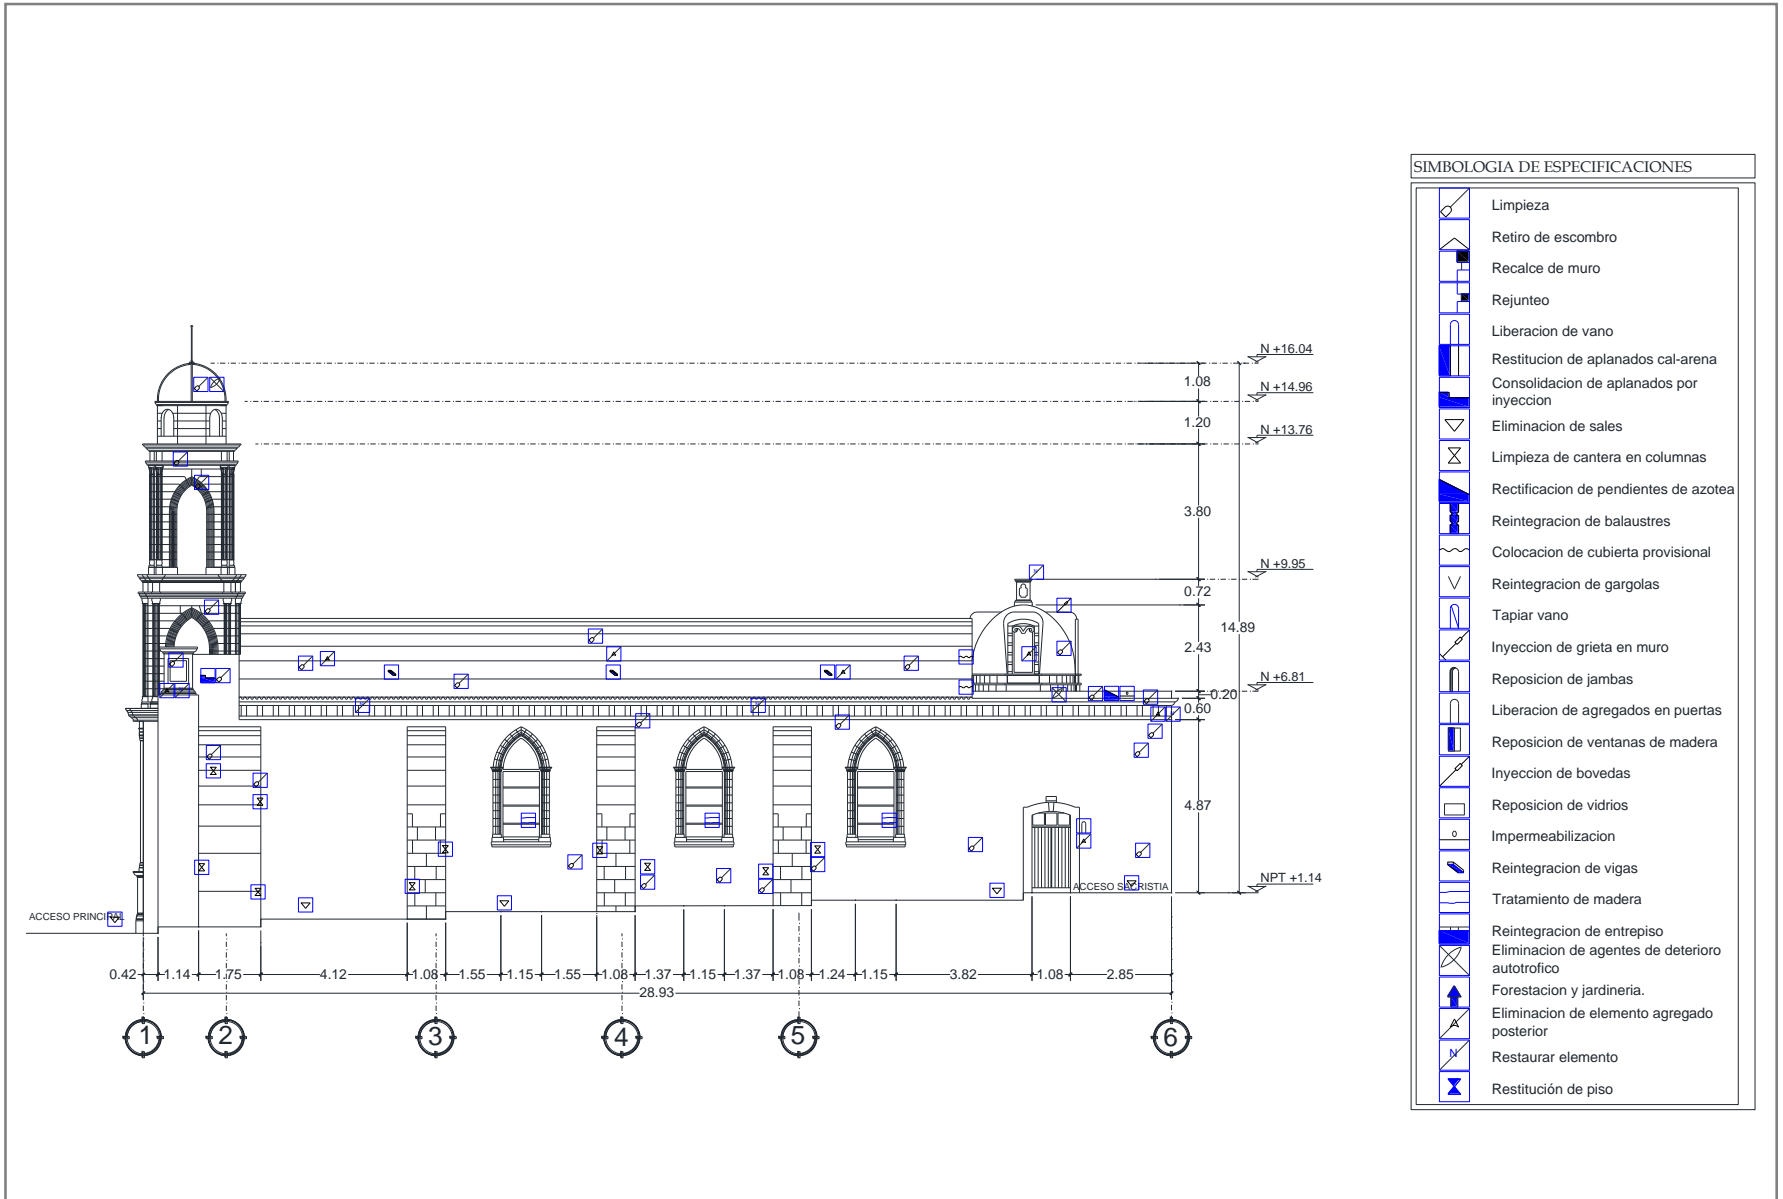 SIMBOLOGIA DE ESPECIFICACIONES
Limpieza
Retiro de escombro
Recalce de muro
Rejunteo
Liberacion de vano
Restitucion de aplanados cal-arena
Consolidacion de aplanados por
inyeccion
Eliminacion de sales
Limpieza de cantera en columnas
Rectificacion de pendientes de azotea
Reintegracion de balaustres
Colocacion de cubierta provisional
Reintegracion de gargolas
Tapiar vano
Inyeccion de grieta en muro
Reposicion de jambas
Liberacion de agregados en puertas
Reposicion de ventanas de madera
Inyeccion de bovedas
Reposicion de vidrios
Impermeabilizacion
Reintegracion de vigas
Tratamiento de madera
Reintegracion de entrepiso
Eliminacion de agentes de deterioro
autotrofico
Forestacion y jardineria.
Eliminacion de elemento agregado
posterior
N
Restaurar elemento
Restitución de piso
N +16.04
1.08
N +14.96
1.20
N +13.76
3.80
N +9.95
0.72
14.89
2.43
N +6.81
0.20
0.60
4.87
NPT +1.14
ACCESO SACRISTIA
ACCESO PRINCIPAL
0.42 1.14 1.75 4.12 1.08 1.55 1.15 1.55 1.08 1.37 1.15 1.37 1.08 1.24 1.15 3.82 1.08 2.85
28.93
1 2 3 4 5 6